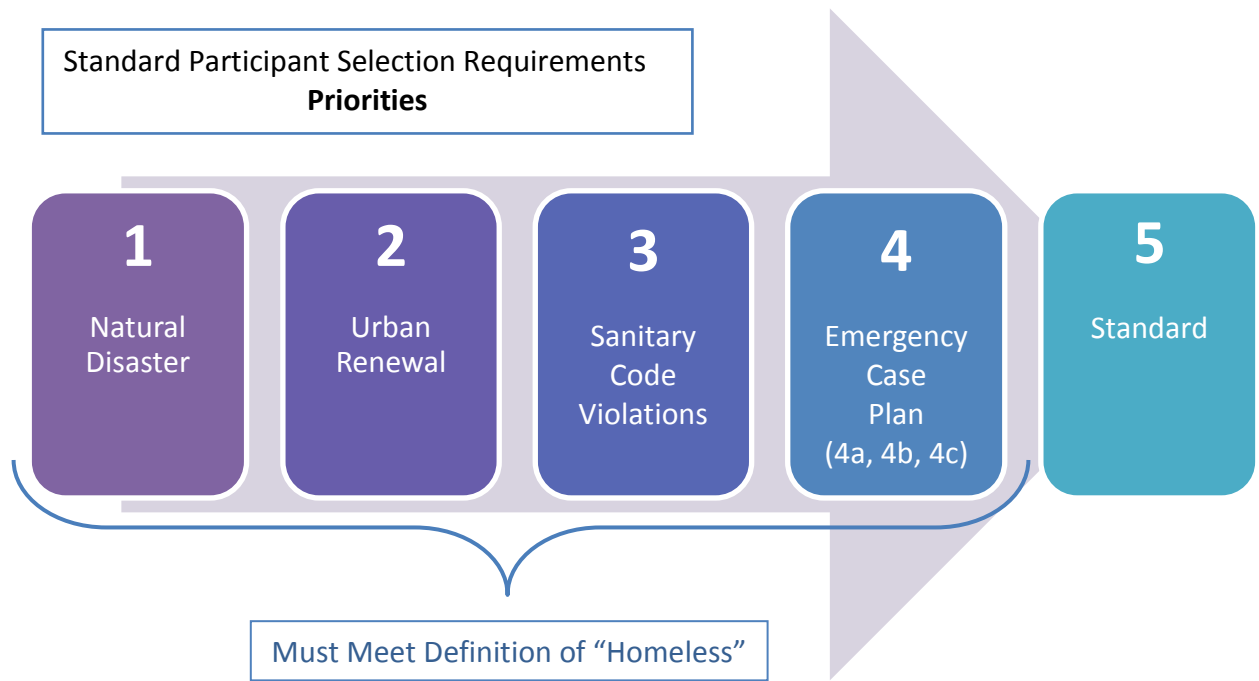 Standard Participant Selection Requirements
Priorities
1
Natural
Disaster
2
Urban
Renewal
3
Sanitary
Code
Violations
4
Emergency
Case
Plan
(4a, 4b, 4c)
5
Standard
Must Meet Definition of “Homeless”